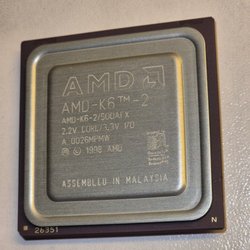 AMD
AMD-K6™-2
AMD-K6-2/500AFX
2.2V CORE/3.3V I/O
A 0026MPMW
© 1998 AMD
ASSEMBLED IN MALAYSIA
26351
N